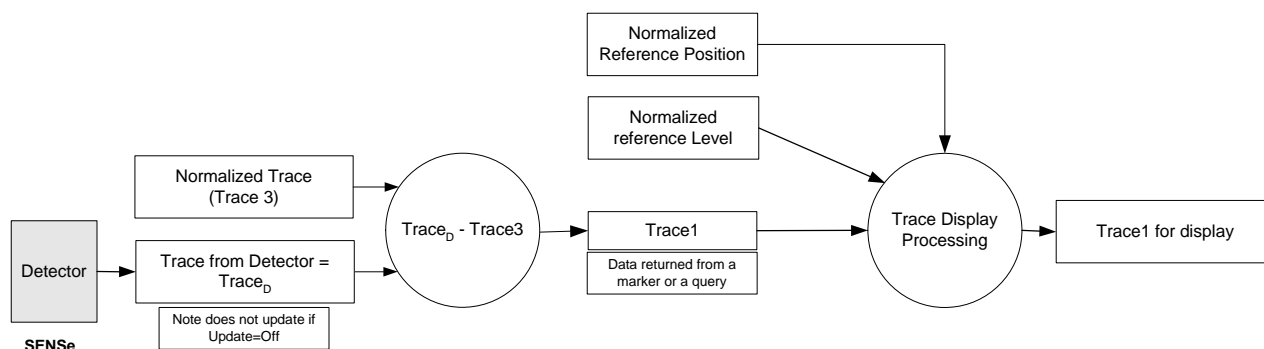 Normalized
Reference Position
Normalized
reference Level
Normalized Trace
(Trace 3)
TraceD - Trace3
Trace1
Trace Display
Processing
Trace1 for display
Detector
Trace from Detector =
TraceD
Data returned from a
marker or a query
Note does not update if
Update=Off
SENSe